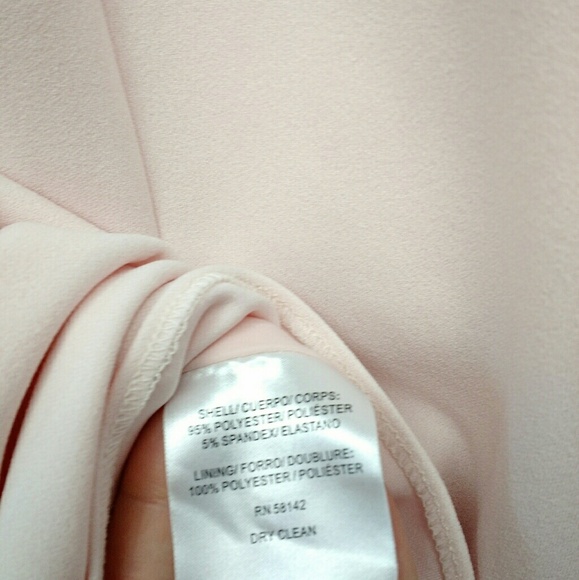 SHELL/ CUERPO/ CORPS:
95% POLYESTER/ POLIÉSTER
5% SPANDEX/ ELASTANO
LINING/ FORRO/ DOUBLURE:
100% POLYESTER / POLIÉSTER
RN 58142
DRY CLEAN